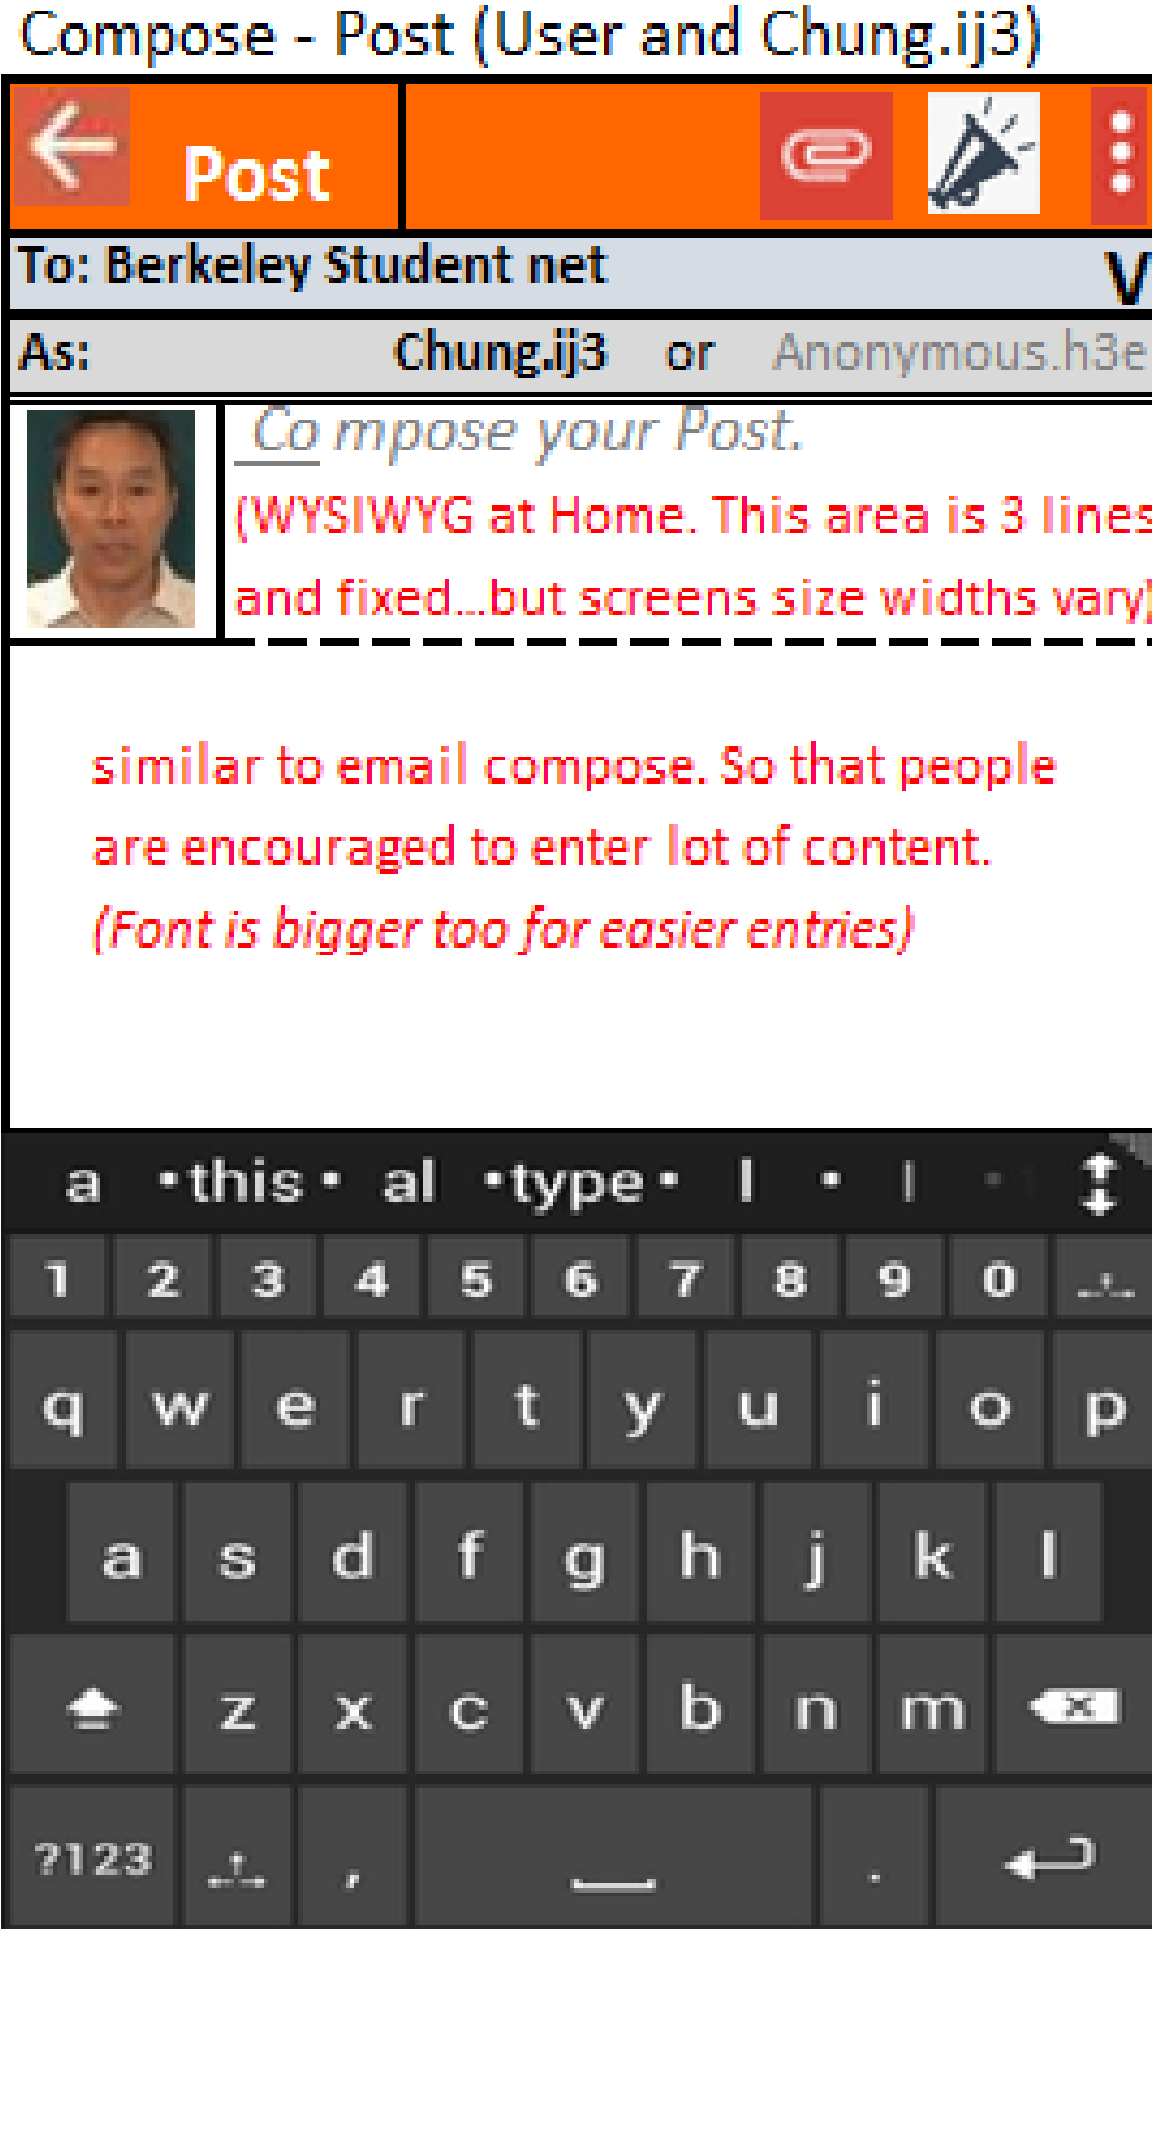 Compose - Post (User and Chung.ij3)
Post
To: Berkeley Student net V
As: Chung.ij3 or Anonymous.h3e
Co mpose your Post.
(WYSIWYG at Home. This area is 3 lines
and fixed...but screens size widths vary)
similar to email compose. So that people
are encouraged to enter lot of content.
(Font is bigger too for easier entries)
a • this • al • type • l • l •
1 2 3 4 5 6 7 8 9 0
q w e r t y u i o p
a s d f g h j k l
z x c v b n m
?123 , .